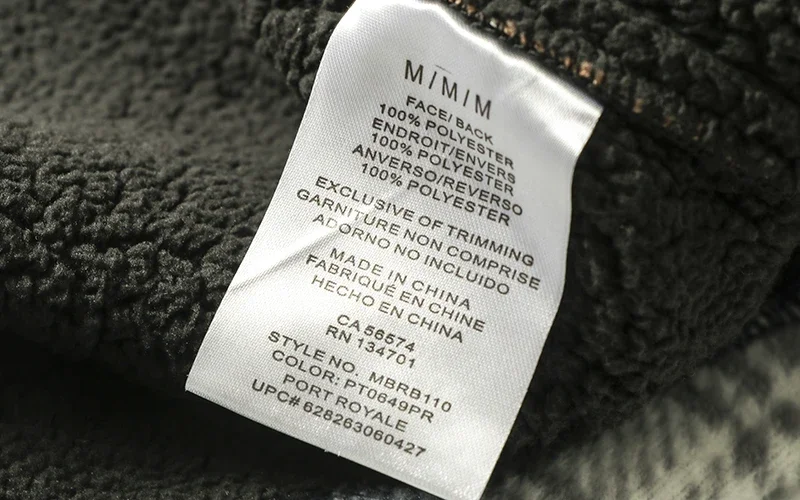 M/M/M
FACE/BACK
100% POLYESTER
ENDROIT/ENVERS
100% POLYESTER
ANVERSO/REVERSO
100% POLYESTER
EXCLUSIVE OF TRIMMING
GARNITURE NON COMPRISE
ADORNO NO INCLUIDO
MADE IN CHINA
FABRIQUÉ EN CHINE
HECHO EN CHINA
CA 56574
RN 134701
STYLE NO. MBRB110
COLOR: PT0649PR
PORT ROYALE
UPC# 628263060427